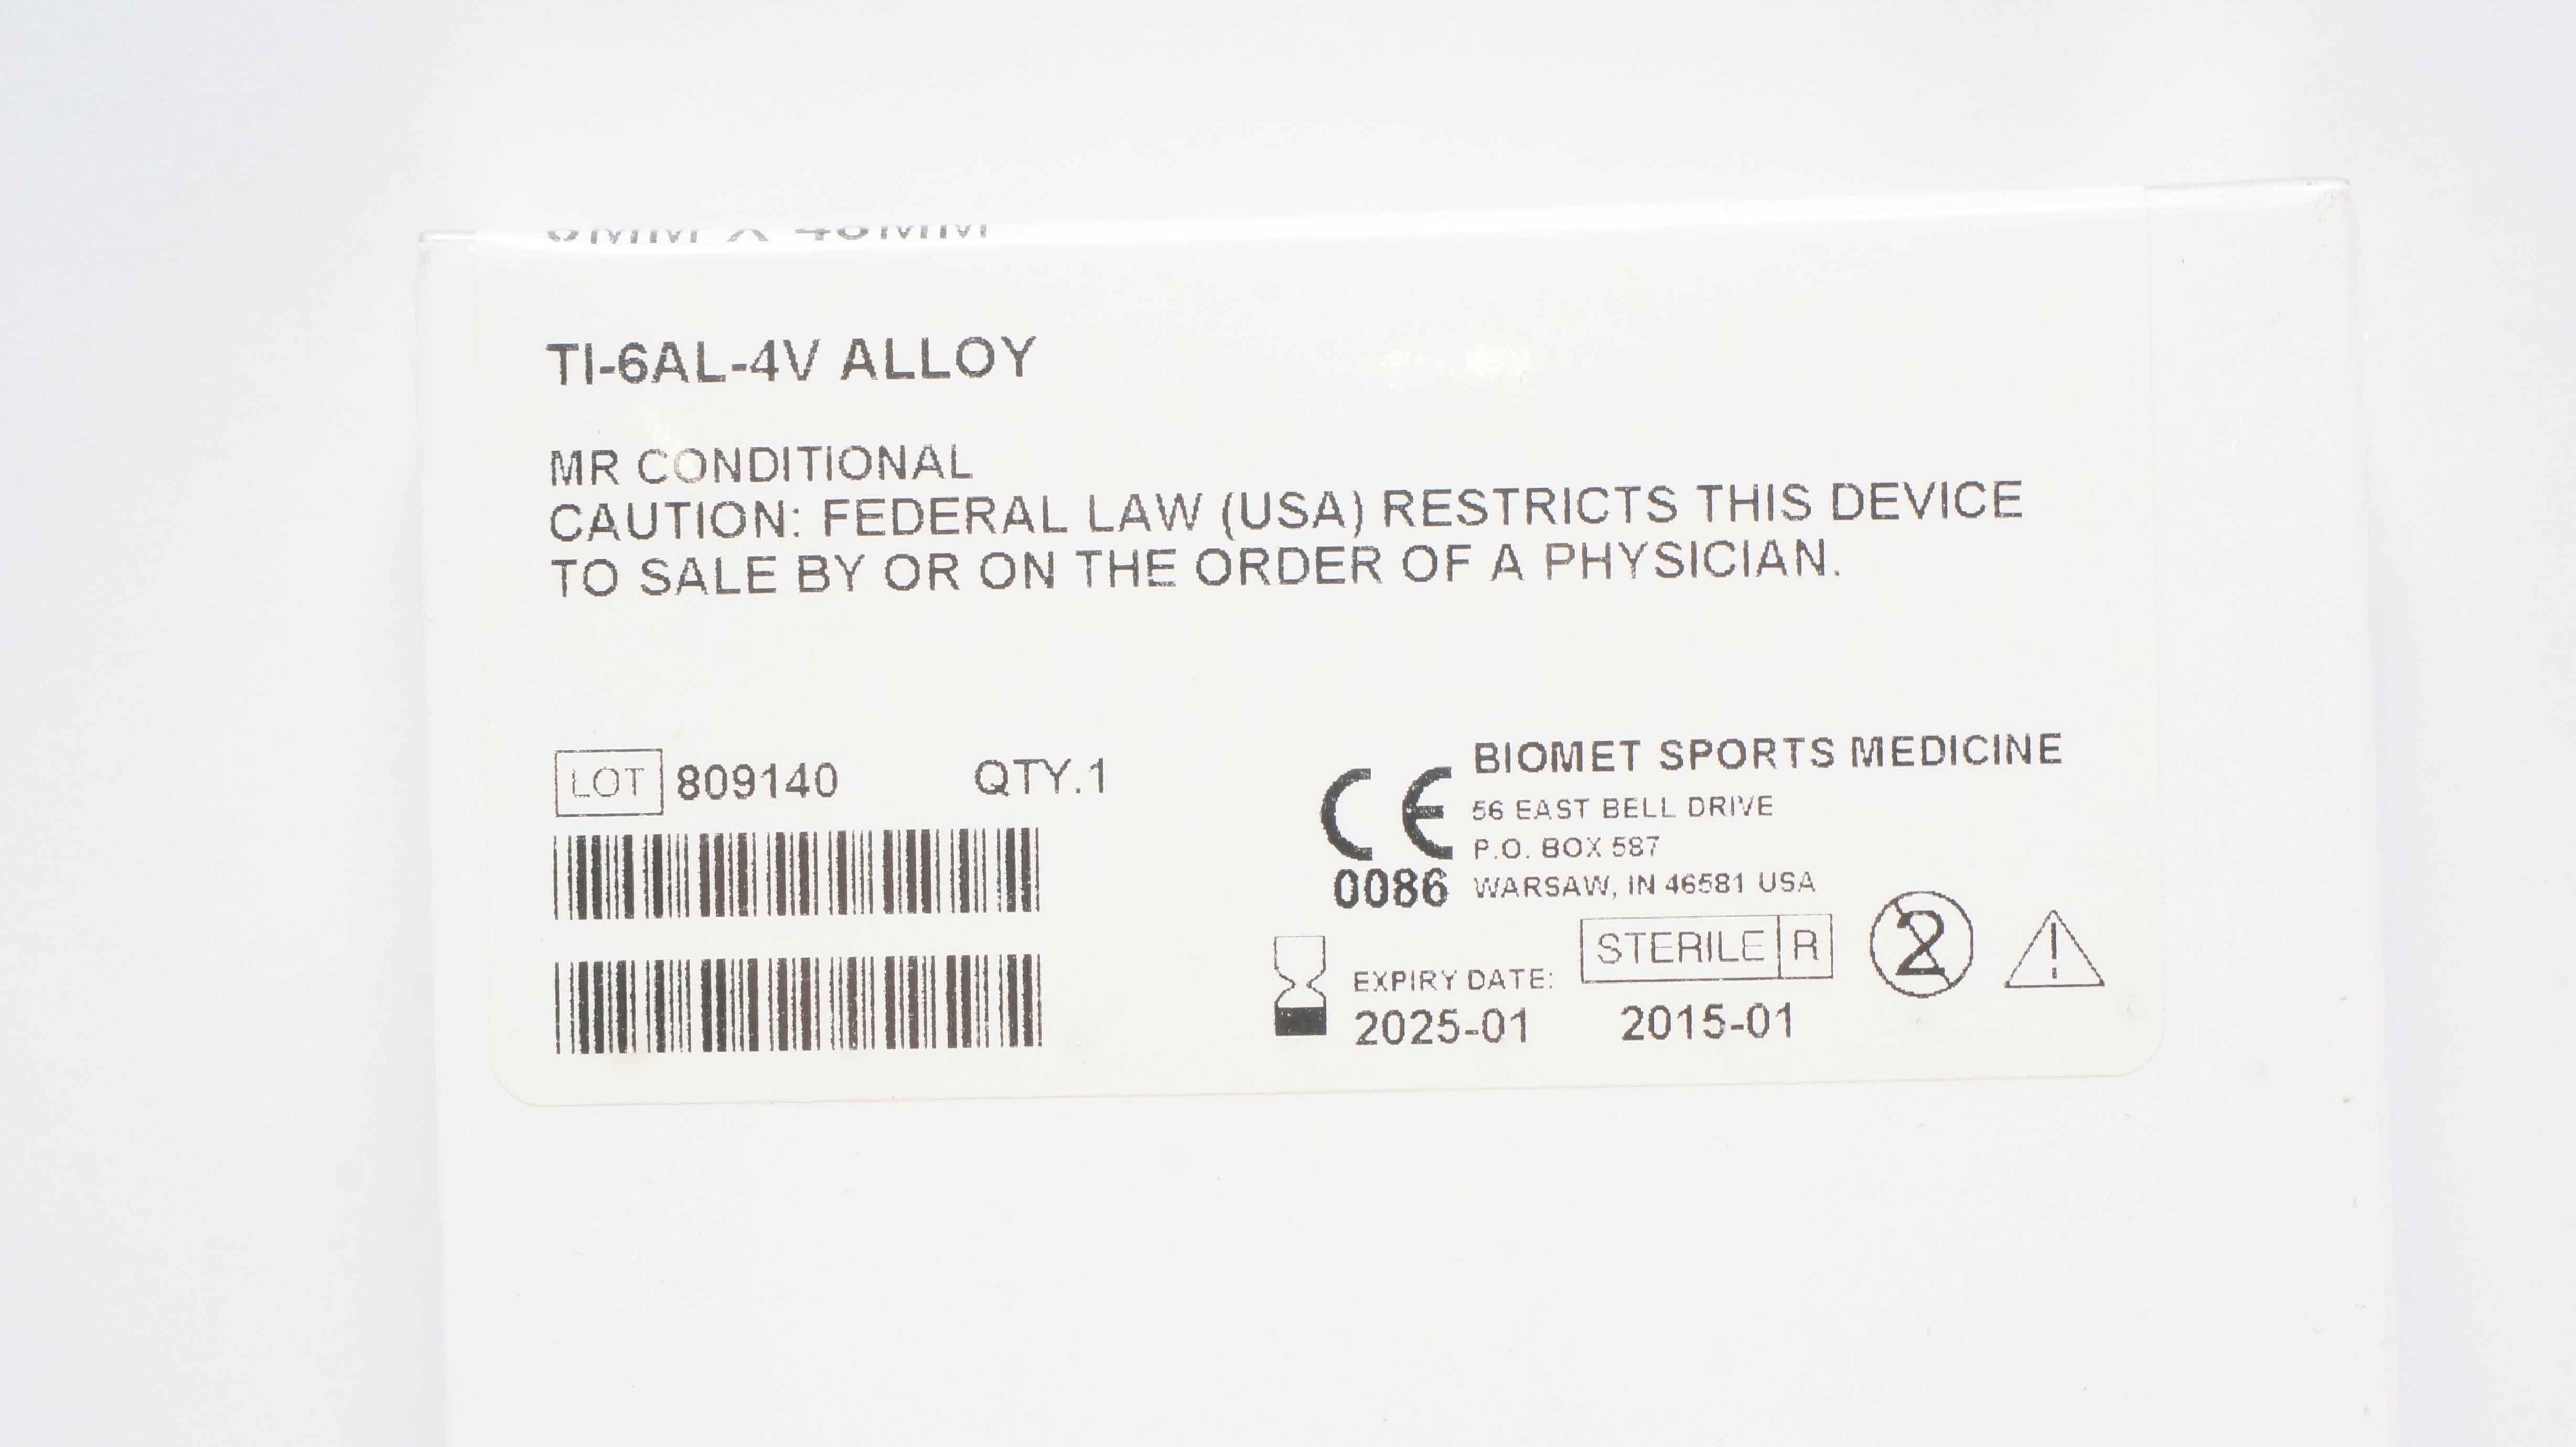 TI-6AL-4V ALLOY
MR CONDITIONAL
CAUTION: FEDERAL LAW (USA) RESTRICTS THIS DEVICE
TO SALE BY OR ON THE ORDER OF A PHYSICIAN.
LOT 809140 QTY.1
CE
0086
BIOMET SPORTS MEDICINE
56 EAST BELL DRIVE
P.O. BOX 587
WARSAW, IN 46581 USA
STERILE R
2
EXPIRY DATE:
2025-01 2015-01